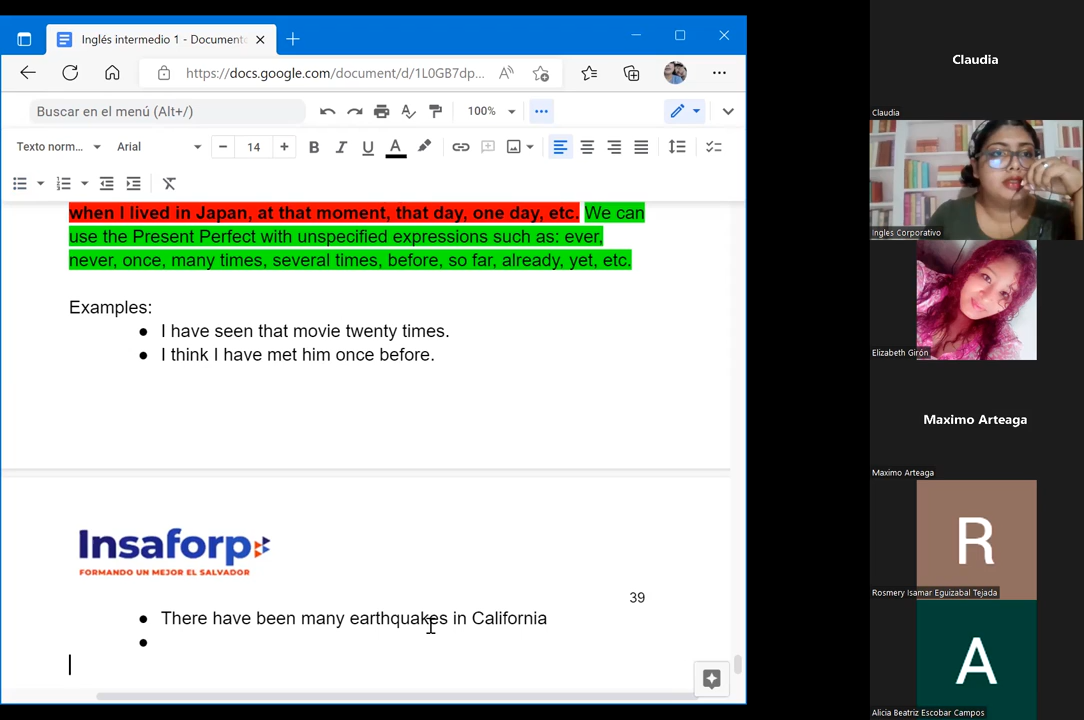 Inglés intermedio 1 - Document
https://docs.google.com/document/d/1L0GB7dp...
Buscar en el menú (Alt+/)
100%
Texto norm...
Arial
14
when I lived in Japan, at that moment, that day, one day, etc. We can
use the Present Perfect with unspecified expressions such as: ever,
never, once, many times, several times, before, so far, already, yet, etc.
Examples:
● I have seen that movie twenty times.
● I think I have met him once before.
Insaforp
FORMANDO UN MEJOR EL SALVADOR
39
● There have been many earthquakes in California
●
Claudia
Claudia
Ingles Corporativo
Elizabeth Girón
Maximo Arteaga
Maximo Arteaga
R
Rosmery Isamar Eguizabal Tejada
A
Alicia Beatriz Escobar Campos